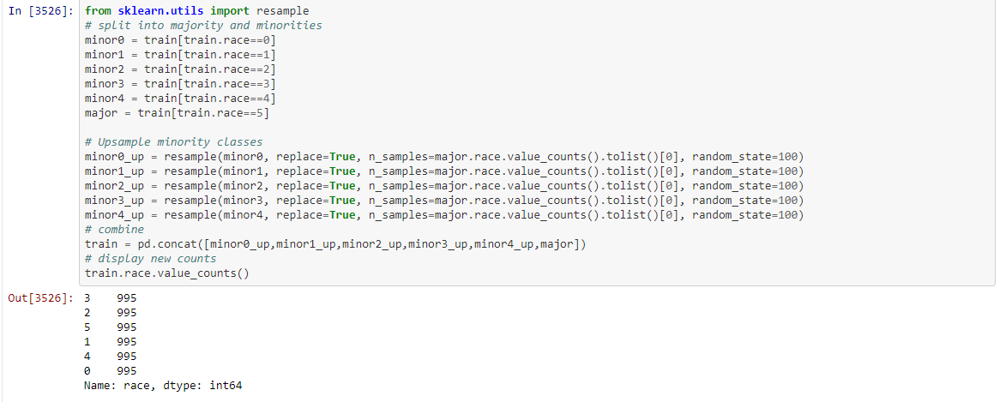 In [3526]: from sklearn.utils import resample
# split into majority and minorities
minor0 = train[train.race==0]
minor1 = train[train.race==1]
minor2 = train[train.race==2]
minor3 = train[train.race==3]
minor4 = train[train.race==4]
major = train[train.race==5]
# Upsample minority classes
minor0_up = resample(minor0, replace=True, n_samples=major.race.value_counts().tolist()[0], random_state=100)
minor1_up = resample(minor1, replace=True, n_samples=major.race.value_counts().tolist()[0], random_state=100)
minor2_up = resample(minor2, replace=True, n_samples=major.race.value_counts().tolist()[0], random_state=100)
minor3_up = resample(minor3, replace=True, n_samples=major.race.value_counts().tolist()[0], random_state=100)
minor4_up = resample(minor4, replace=True, n_samples=major.race.value_counts().tolist()[0], random_state=100)
# combine
train = pd.concat([minor0_up,minor1_up,minor2_up,minor3_up,minor4_up,major])
# display new counts
train.race.value_counts()
Out[3526]: 3    995
2    995
5    995
1    995
4    995
0    995
Name: race, dtype: int64